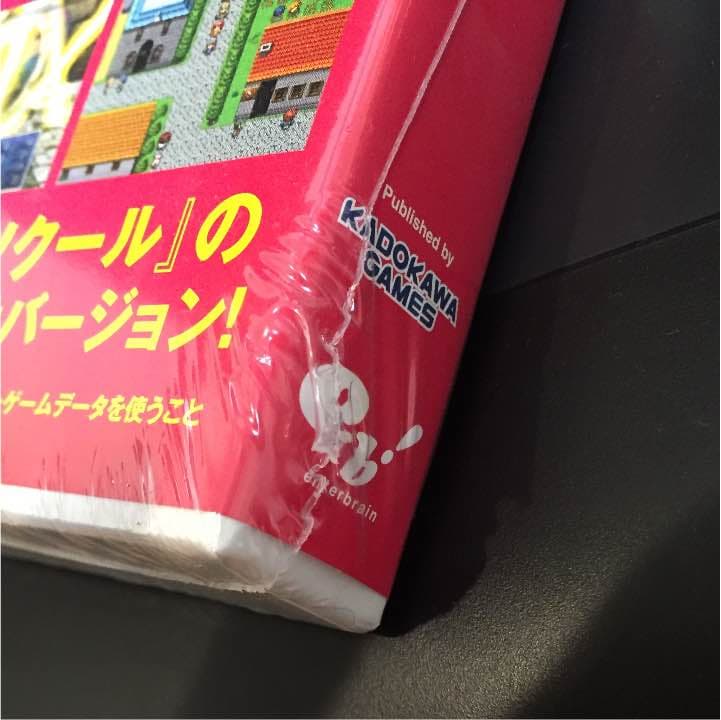 クール』の
バージョン!
ゲームデータを使うこと
Published by
KADOKAWA
GAMES
eb!
enterbrain